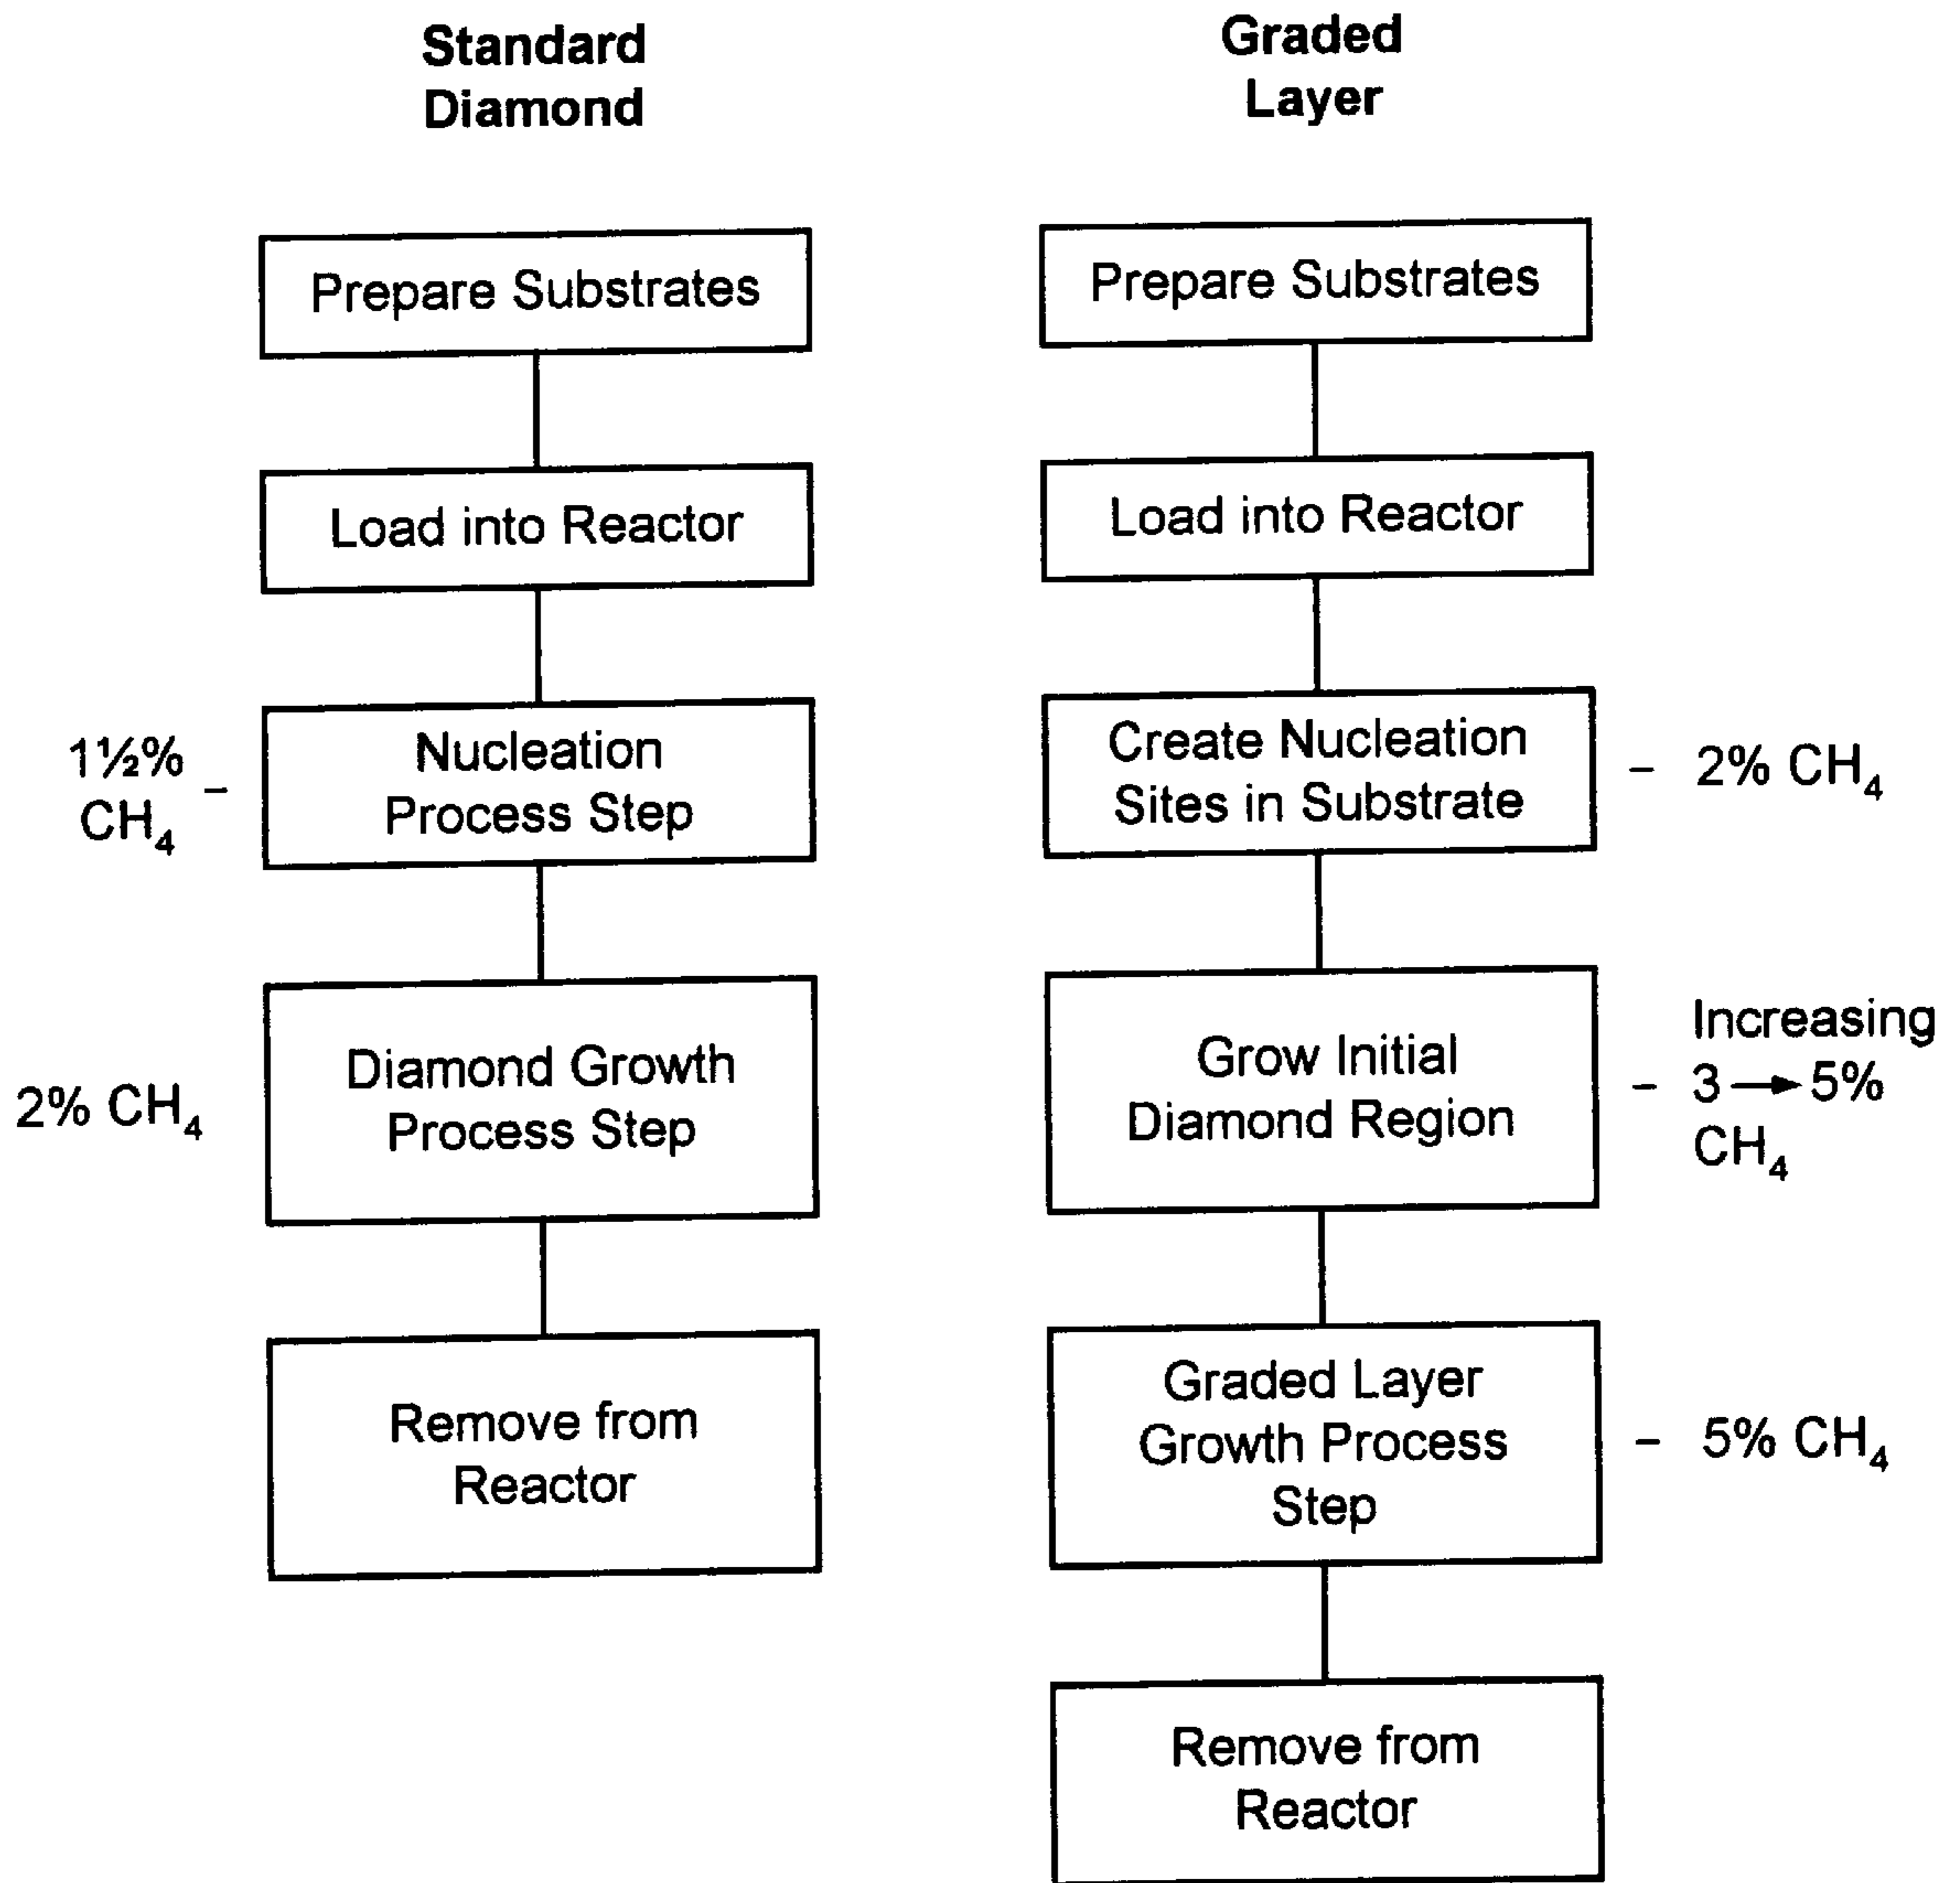 Standard
Diamond
Prepare Substrates
Load into Reactor
1½%
CH₄ –
Nucleation
Process Step
2% CH₄
Diamond Growth
Process Step
Remove from
Reactor
Graded
Layer
Prepare Substrates
Load into Reactor
Create Nucleation
Sites in Substrate
– 2% CH₄
Grow Initial
Diamond Region
Increasing
– 3 → 5%
CH₄
Graded Layer
Growth Process
Step
– 5% CH₄
Remove from
Reactor